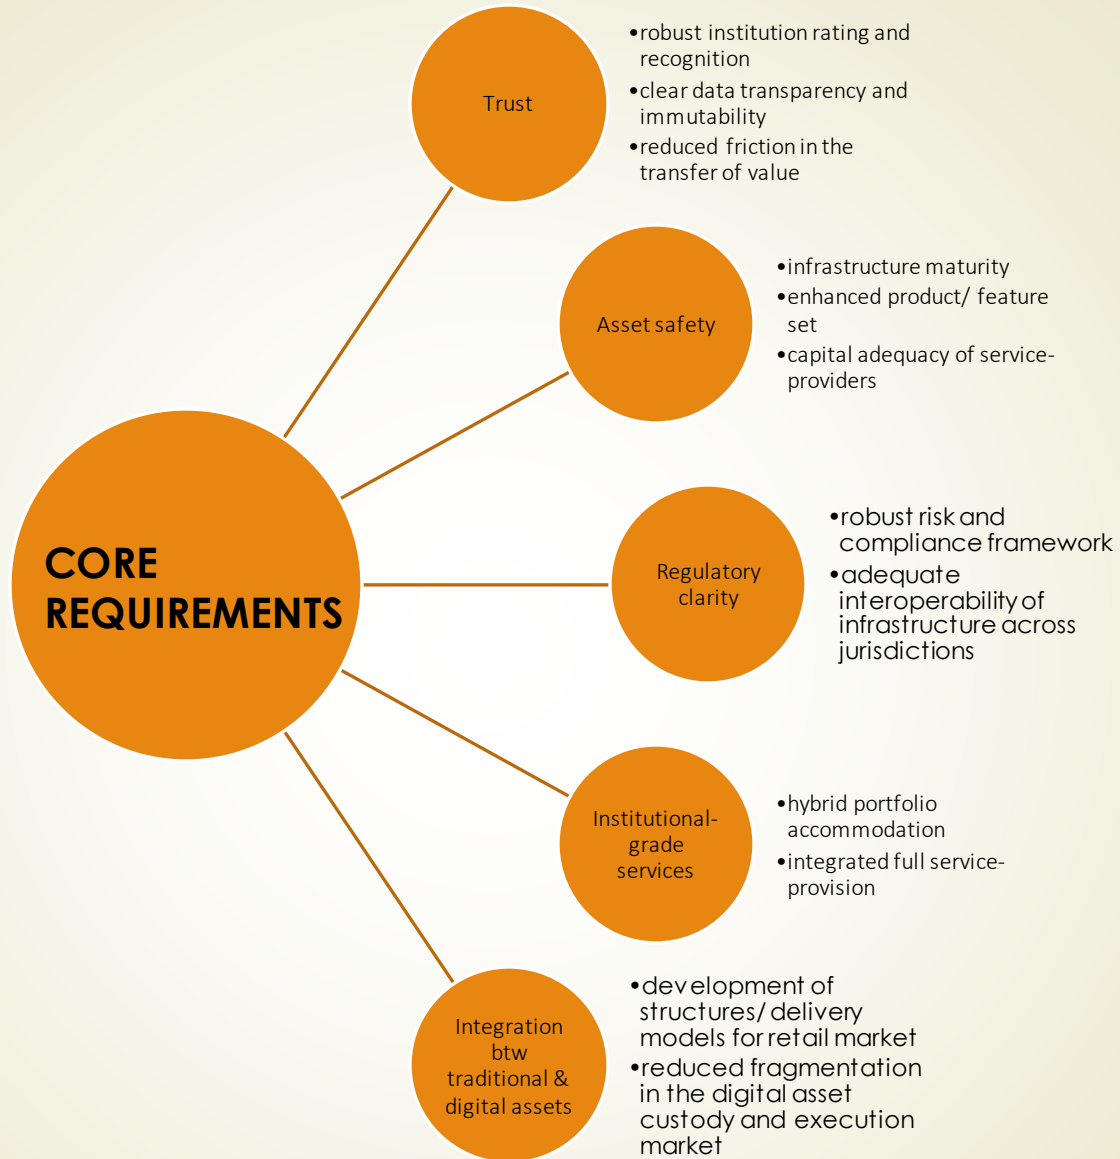 Trust
•robust institution rating and
recognition
•clear data transparency and
immutability
•reduced friction in the
transfer of value
Asset safety
•infrastructure maturity
•enhanced product/ feature
set
•capital adequacy of service-
providers
CORE
REQUIREMENTS
Regulatory
clarity
•robust risk and
compliance framework
•adequate
interoperability of
infrastructure across
jurisdictions
Institutional-
grade
services
•hybrid portfolio
accommodation
•integrated full service-
provision
Integration
btw
traditional &
digital assets
•development of
structures/ delivery
models for retail market
•reduced fragmentation
in the digital asset
custody and execution
market